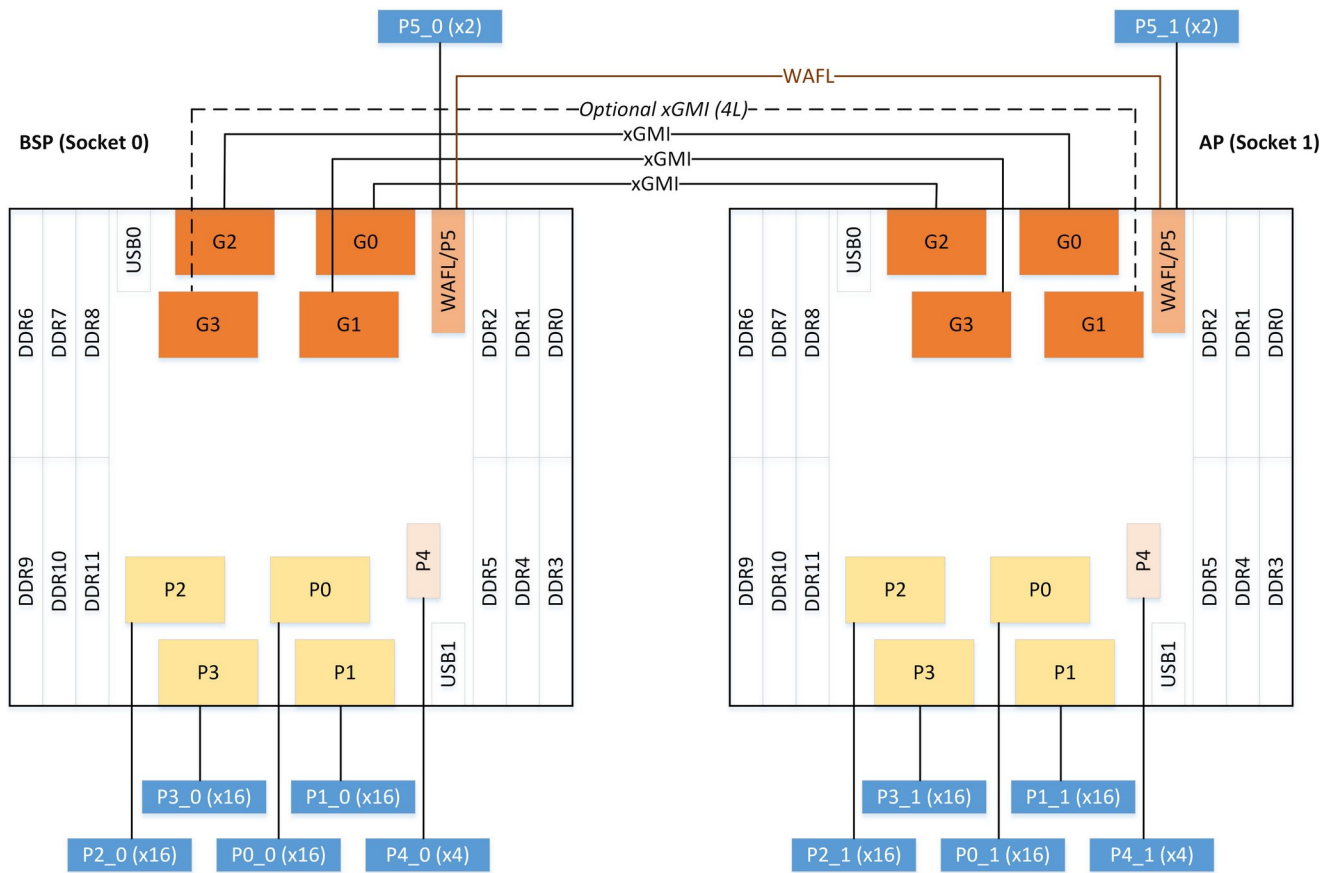 P5_0 (x2)
P5_1 (x2)
WAFL
Optional xGMI (4L)
BSP (Socket 0)
xGMI
AP (Socket 1)
xGMI
xGMI
DDR6
DDR7
DDR8
USB0
G2
G0
WAFL/P5
G3
G1
DDR2
DDR1
DDR0
DDR9
DDR10
DDR11
P2
P0
P4
P3
P1
USB1
DDR5
DDR4
DDR3
DDR6
DDR7
DDR8
USB0
G2
G0
WAFL/P5
G3
G1
DDR2
DDR1
DDR0
DDR9
DDR10
DDR11
P2
P0
P4
P3
P1
USB1
DDR5
DDR4
DDR3
P3_0 (x16)
P1_0 (x16)
P3_1 (x16)
P1_1 (x16)
P2_0 (x16)
P0_0 (x16)
P4_0 (x4)
P2_1 (x16)
P0_1 (x16)
P4_1 (x4)